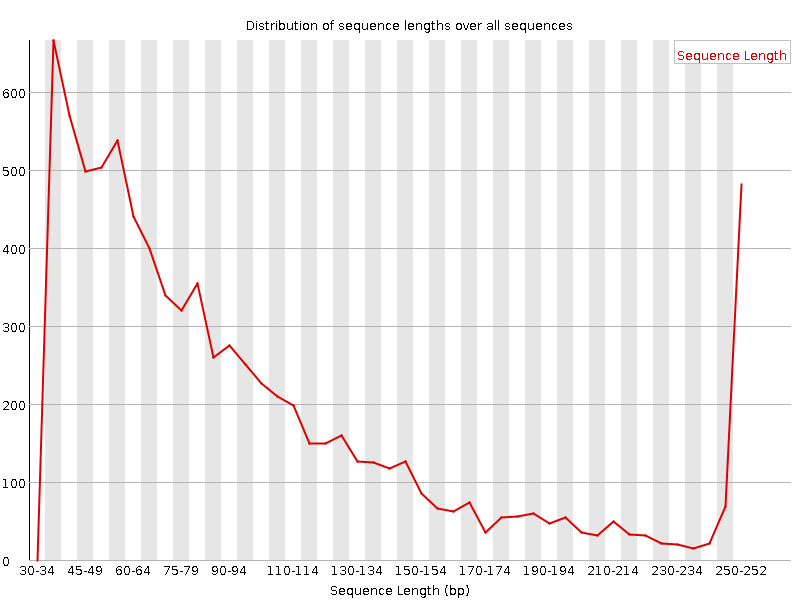 Distribution of sequence lengths over all sequences
Sequence Length
600
500
400
300
200
100
0
30-34 45-49 60-64 75-79 90-94 110-114 130-134 150-154 170-174 190-194 210-214 230-234 250-252
Sequence Length (bp)